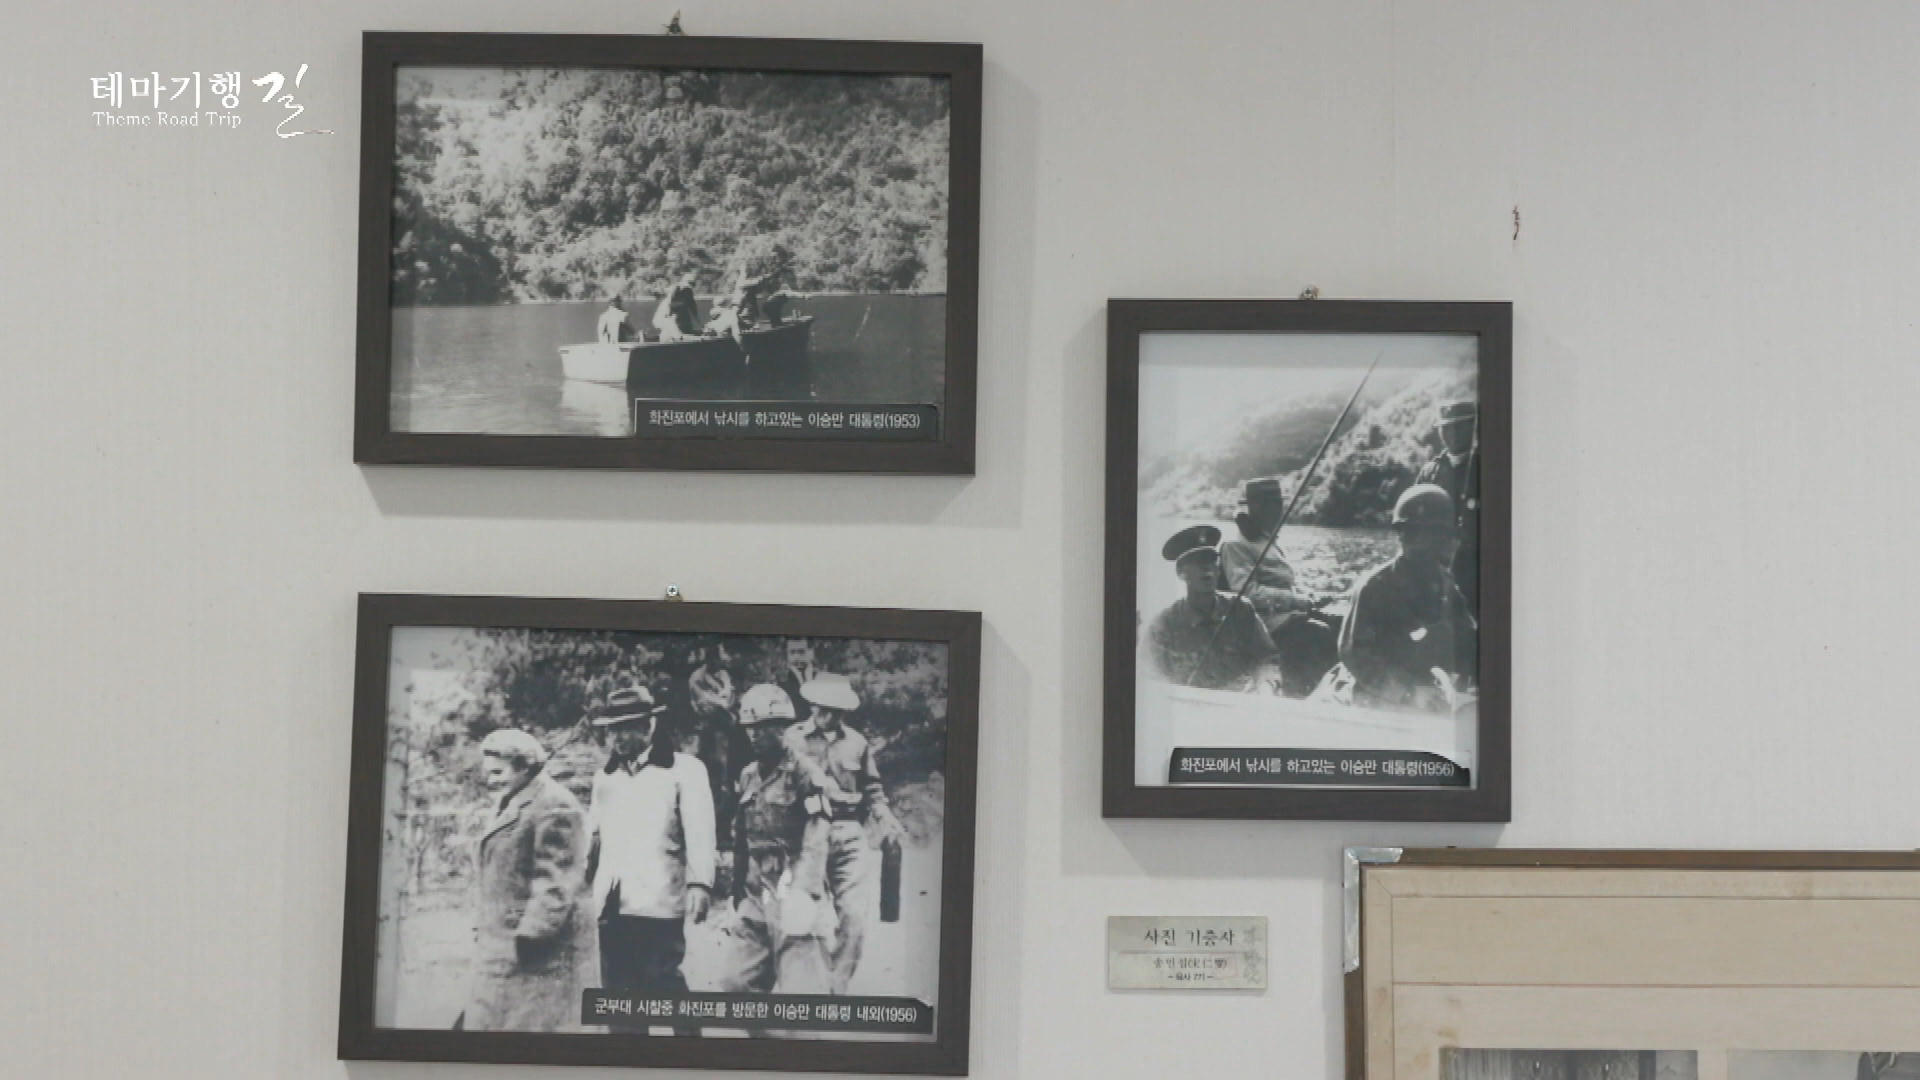 테마기행 길
Theme Road Trip
화진포에서 낚시를 하고있는 이승만 대통령(1953)
화진포에서 낚시를 하고있는 이승만 대통령(1956)
군부대 시찰중 화진포를 방문한 이승만 대통령 내외(1956)
사진 기증자